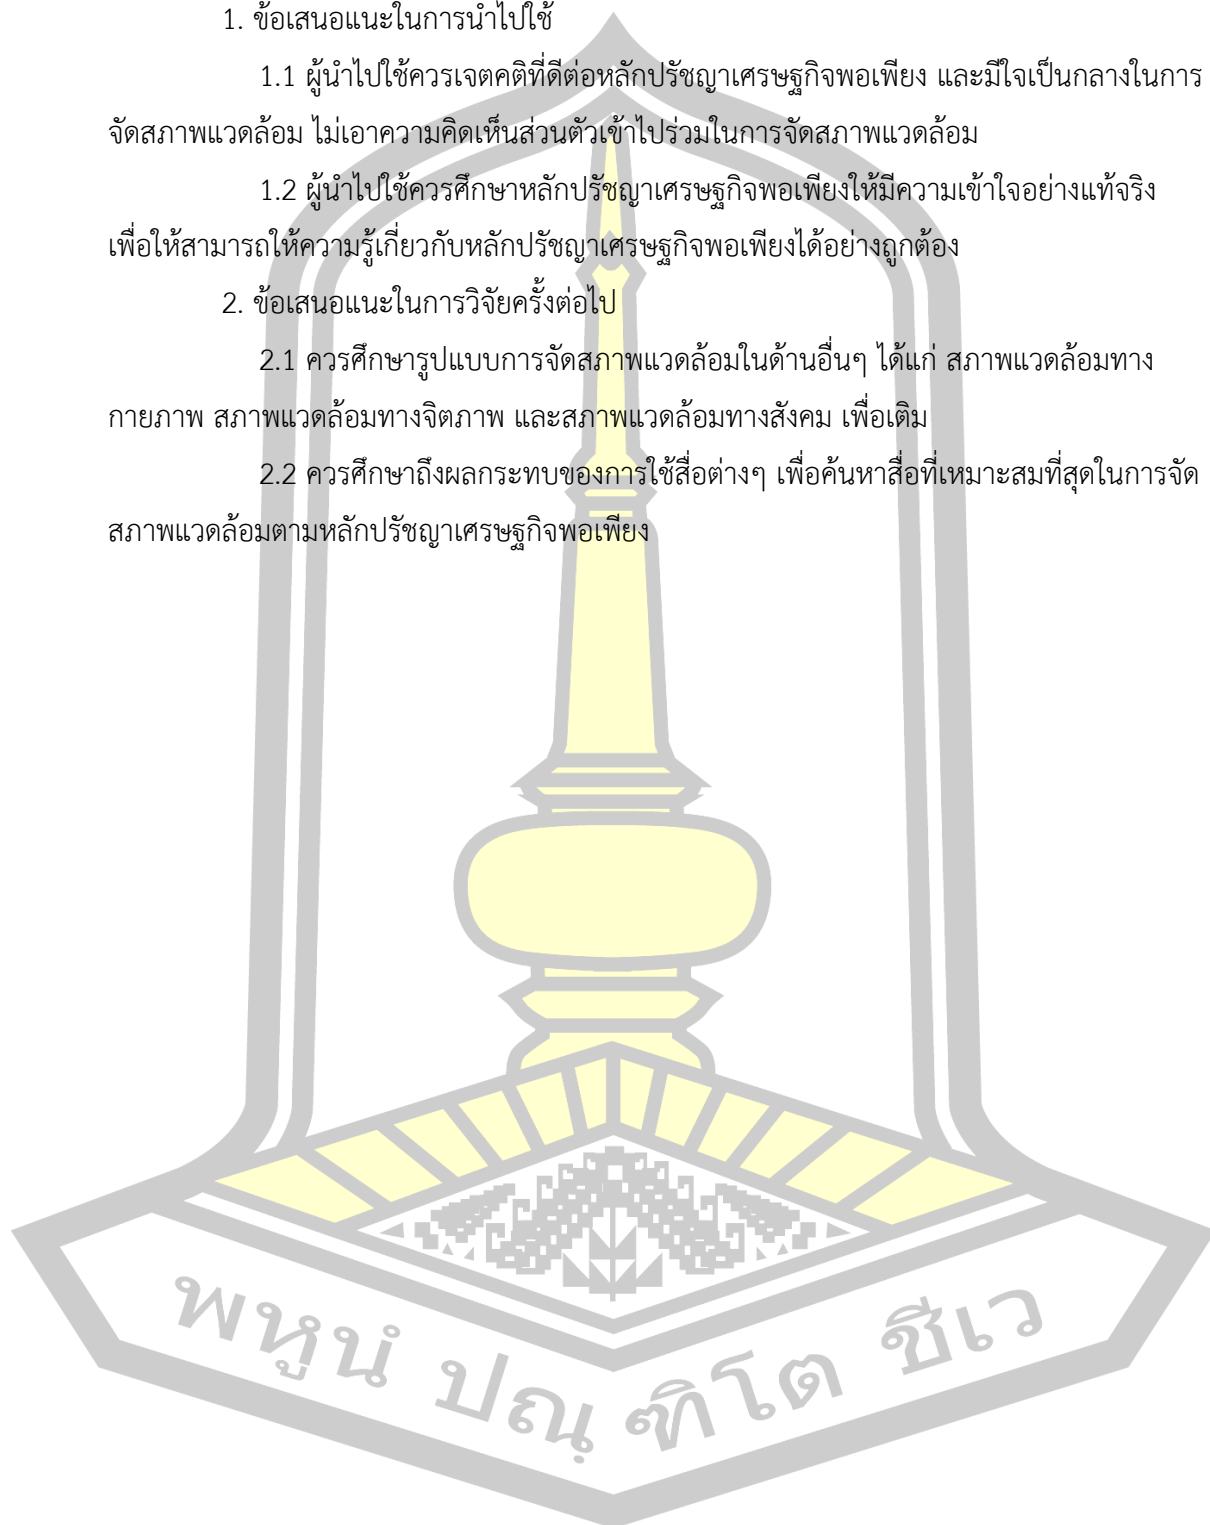 1. ข้อเสนอแนะในการนำไปใช้
1.1 ผู้นำไปใช้ควรเจตคติที่ดีต่อหลักปรัชญาเศรษฐกิจพอเพียง และมีใจเป็นกลางในการ
จัดสภาพแวดล้อม ไม่เอาความคิดเห็นส่วนตัวเข้าไปร่วมในการจัดสภาพแวดล้อม
1.2 ผู้นำไปใช้ควรศึกษาหลักปรัชญาเศรษฐกิจพอเพียงให้มีความเข้าใจอย่างแท้จริง
เพื่อให้สามารถให้ความรู้เกี่ยวกับหลักปรัชญาเศรษฐกิจพอเพียงได้อย่างถูกต้อง
2. ข้อเสนอแนะในการวิจัยครั้งต่อไป
2.1 ควรศึกษารูปแบบการจัดสภาพแวดล้อมในด้านอื่นๆ ได้แก่ สภาพแวดล้อมทาง
กายภาพ สภาพแวดล้อมทางจิตภาพ และสภาพแวดล้อมทางสังคม เพื่อเติม
2.2 ควรศึกษาถึงผลกระทบของการใช้สื่อต่างๆ เพื่อค้นหาสื่อที่เหมาะสมที่สุดในการจัด
สภาพแวดล้อมตามหลักปรัชญาเศรษฐกิจพอเพียง
พหูนํ ปณฺฑิโต ชีเว